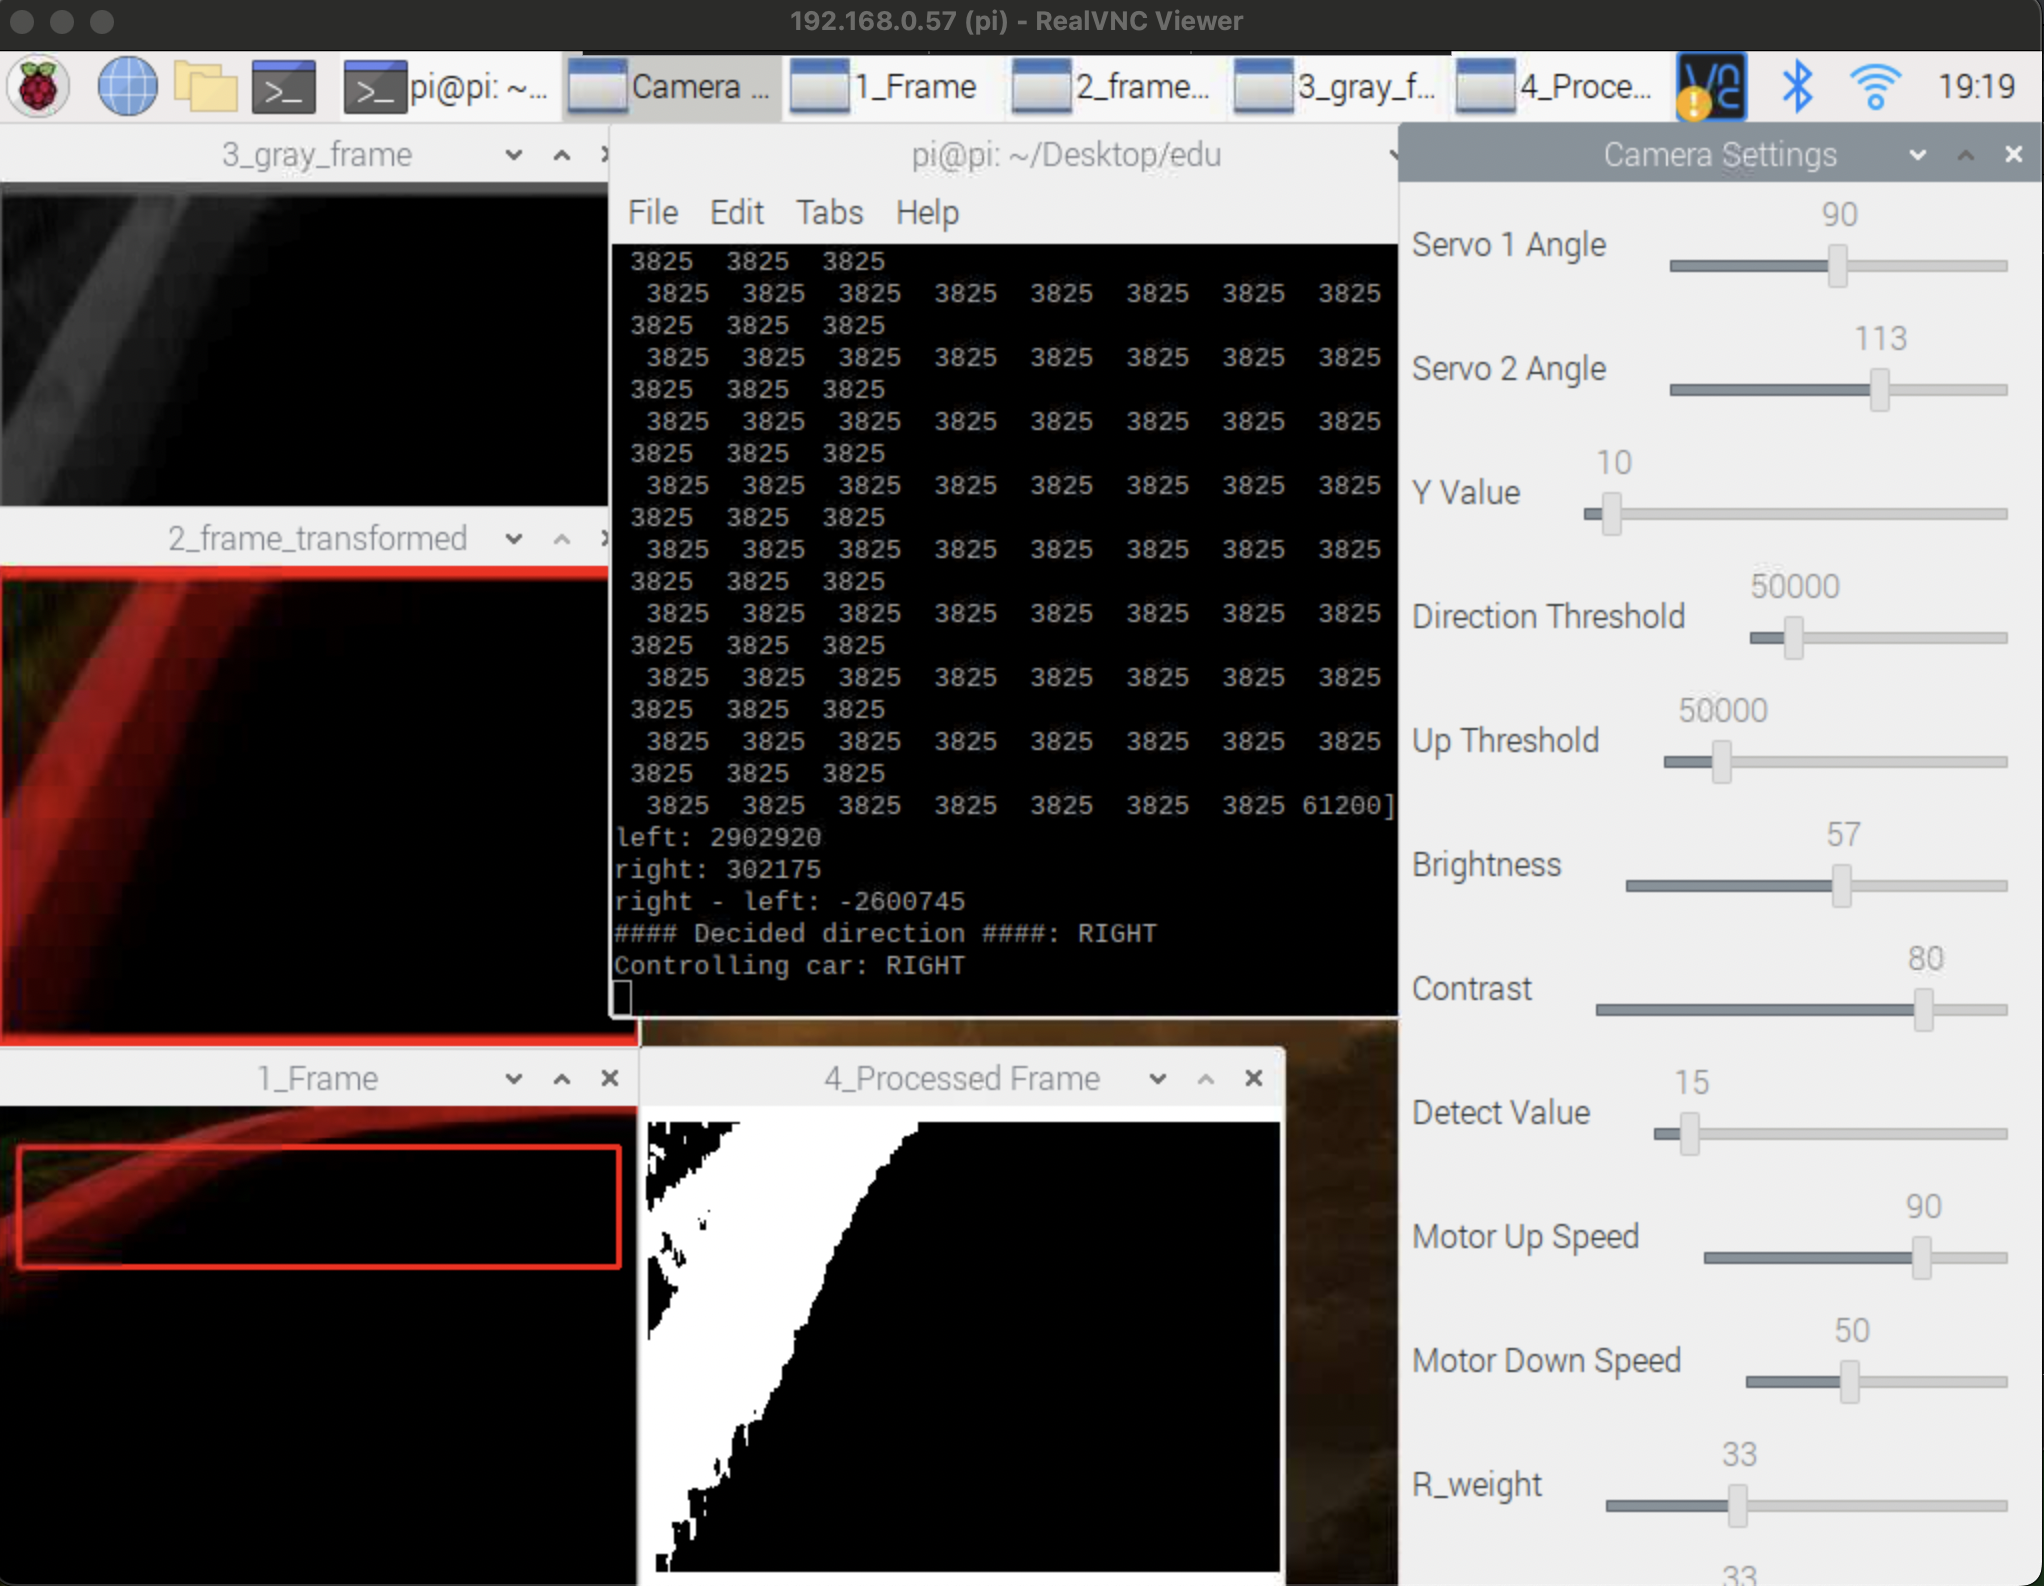 192.168.0.57 (pi) - RealVNC Viewer
pi@pi: ~... Camera ... 1_Frame 2_frame... 3_gray_f... 4_Proce... 19:19
3_gray_frame
2_frame_transformed
1_Frame
pi@pi: ~/Desktop/edu
File Edit Tabs Help
3825 3825 3825
3825 3825 3825 3825 3825 3825 3825 3825
3825 3825 3825
3825 3825 3825 3825 3825 3825 3825 3825
3825 3825 3825
3825 3825 3825 3825 3825 3825 3825 3825
3825 3825 3825
3825 3825 3825 3825 3825 3825 3825 3825
3825 3825 3825
3825 3825 3825 3825 3825 3825 3825 3825
3825 3825 3825
3825 3825 3825 3825 3825 3825 3825 3825
3825 3825 3825
3825 3825 3825 3825 3825 3825 3825 3825
3825 3825 3825
3825 3825 3825 3825 3825 3825 3825 3825
3825 3825 3825
3825 3825 3825 3825 3825 3825 3825 61200]
left: 2902920
right: 302175
right - left: -2600745
#### Decided direction ####: RIGHT
Controlling car: RIGHT
4_Processed Frame
Camera Settings
90
Servo 1 Angle
113
Servo 2 Angle
10
Y Value
50000
Direction Threshold
50000
Up Threshold
57
Brightness
80
Contrast
15
Detect Value
90
Motor Up Speed
50
Motor Down Speed
33
R_weight
33